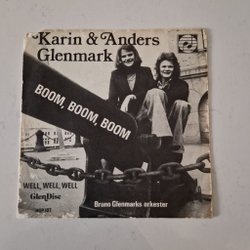 Karin & Anders
Glenmark
BOOM, BOOM, BOOM
WELL, WELL, WELL
GlenDisc
Bruno Glenmarks orkester